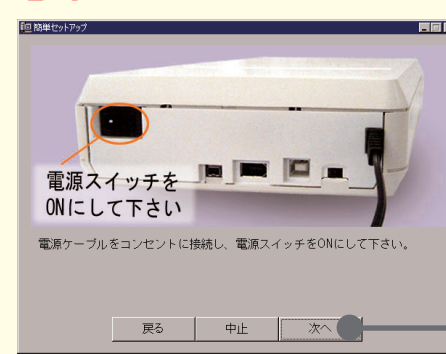 簡単セットアップ
電源スイッチを
ONにして下さい
電源ケーブルをコンセントに接続し、電源スイッチをONにして下さい。
戻る
中止
次へ